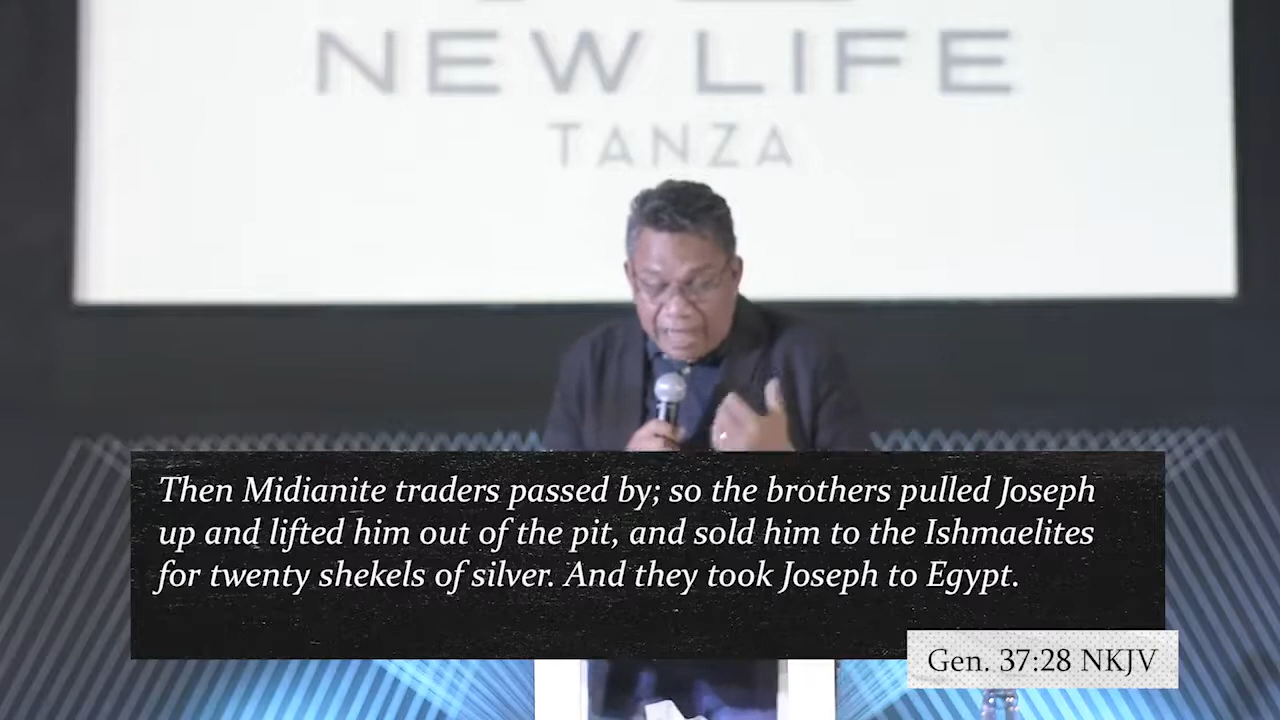 NEW LIFE
TANZA
Then Midianite traders passed by; so the brothers pulled Joseph
up and lifted him out of the pit, and sold him to the Ishmaelites
for twenty shekels of silver. And they took Joseph to Egypt.
Gen. 37:28 NKJV